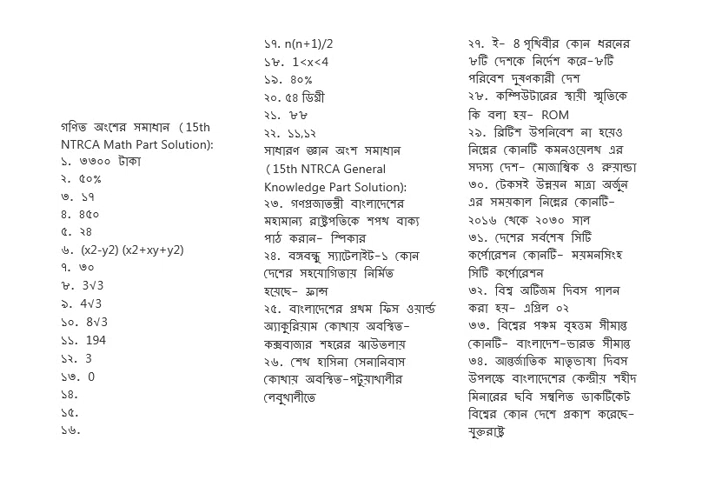 গণিত অংশের সমাধান (15th
NTRCA Math Part Solution):
১. ৩৩০০ টাকা
২. ৫০%
৩. ১৭
৪. ৪৫০
৫. ২৪
৬. (x2-y2) (x2+xy+y2)
৭. ৩০
৮. 3√3
৯. 4√3
১০. 8√3
১১. 194
১২. 3
১৩. 0
১৪.
১৫.
১৬.
১৭. n(n+1)/2
১৮. 1<x<4
১৯. ৪০%
২০. ৫৪ ডিগ্রী
২১. ৮৮
২২. ১১,১২
সাধারণ জ্ঞান অংশ সমাধান
(15th NTRCA General
Knowledge Part Solution):
২৩. গণপ্রজাতন্ত্রী বাংলাদেশের
মহামান্য রাষ্ট্রপতিকে শপথ বাক্য
পাঠ করান- স্পিকার
২৪. বঙ্গবন্ধু স্যাটেলাইট-১ কোন
দেশের সহযোগিতায় নির্মিত
হয়েছে- ফ্রান্স
২৫. বাংলাদেশের প্রথম ফিস ওয়ার্ল্ড
অ্যাকুরিয়াম কোথায় অবস্থিত-
কক্সবাজার শহরের ঝাউতলায়
২৬. শেখ হাসিনা সেনানিবাস
কোথায় অবস্থিত-পটুয়াখালীর
লেবুখালীতে
২৭. ই- 8 পৃথিবীর কোন ধরনের
৮টি দেশকে নির্দেশ করে-৮টি
পরিবেশ দুষণকারী দেশ
২৮. কম্পিউটারের স্থায়ী স্মৃতিকে
কি বলা হয়- ROM
২৯. ব্রিটিশ উপনিবেশ না হয়েও
নিম্নের কোনটি কমনওয়েলথ এর
সদস্য দেশ- মোজাম্বিক ও রুয়ান্ডা
৩০. টেকসই উন্নয়ন মাত্রা অর্জুন
এর সময়কাল নিম্নের কোনটি-
২০১৬ থেকে ২০৩০ সাল
৩১. দেশের সর্বশেষ সিটি
কর্পোরেশন কোনটি- ময়মনসিংহ
সিটি কর্পোরেশন
৩২. বিশ্ব অটিজম দিবস পালন
করা হয়- এপ্রিল ০২
৩৩. বিশ্বের পঞ্চম বৃহত্তম সীমান্ত
কোনটি- বাংলাদেশ-ভারত সীমান্ত
৩৪. আন্তর্জাতিক মাতৃভাষা দিবস
উপলক্ষে বাংলাদেশের কেন্দ্রীয় শহীদ
মিনারের ছবি সম্বলিত ডাকটিকেট
বিশ্বের কোন দেশে প্রকাশ করেছে-
যুক্তরাষ্ট্র